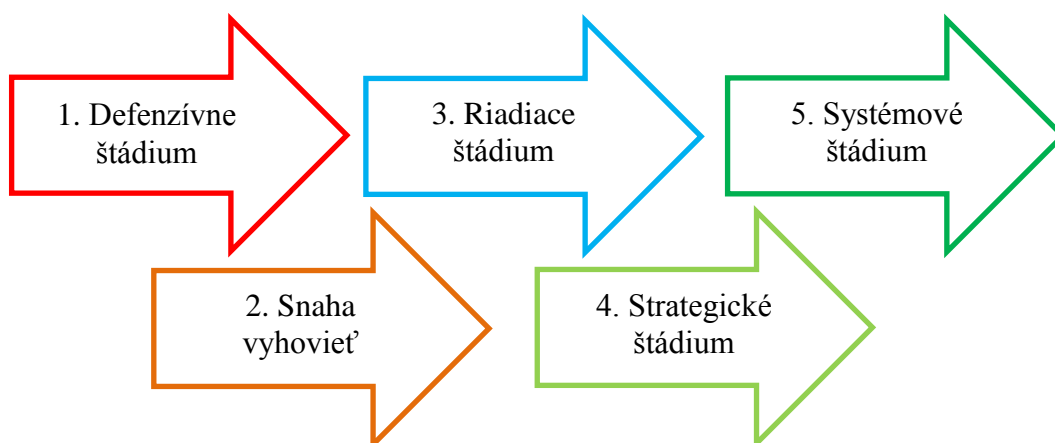 1. Defenzívne
štádium
2. Snaha
vyhovieť
3. Riadiace
štádium
4. Strategické
štádium
5. Systémové
štádium